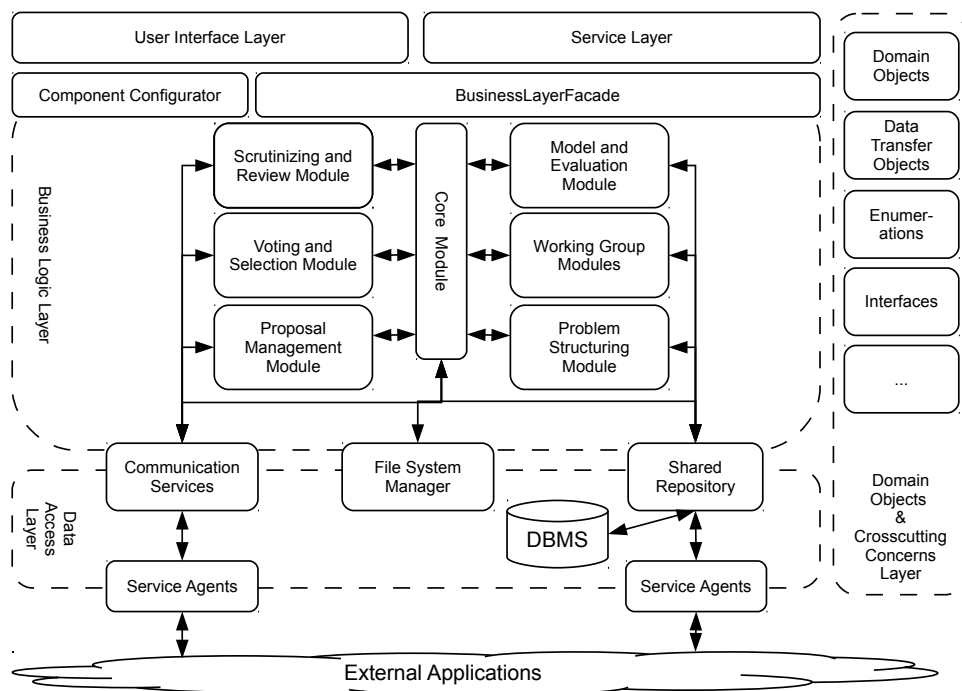 User Interface Layer
Service Layer
Component Configurator
BusinessLayerFacade
Business Logic Layer
Scrutinizing and
Review Module
Voting and
Selection Module
Proposal
Management
Module
Core Module
Model and
Evaluation
Module
Working Group
Modules
Problem
Structuring
Module
Communication
Services
File System
Manager
Shared
Repository
Data
Access
Layer
DBMS
Service Agents
Service Agents
External Applications
Domain
Objects
Data
Transfer
Objects
Enumer-
ations
Interfaces
...
Domain
Objects
&
Crosscutting
Concerns
Layer